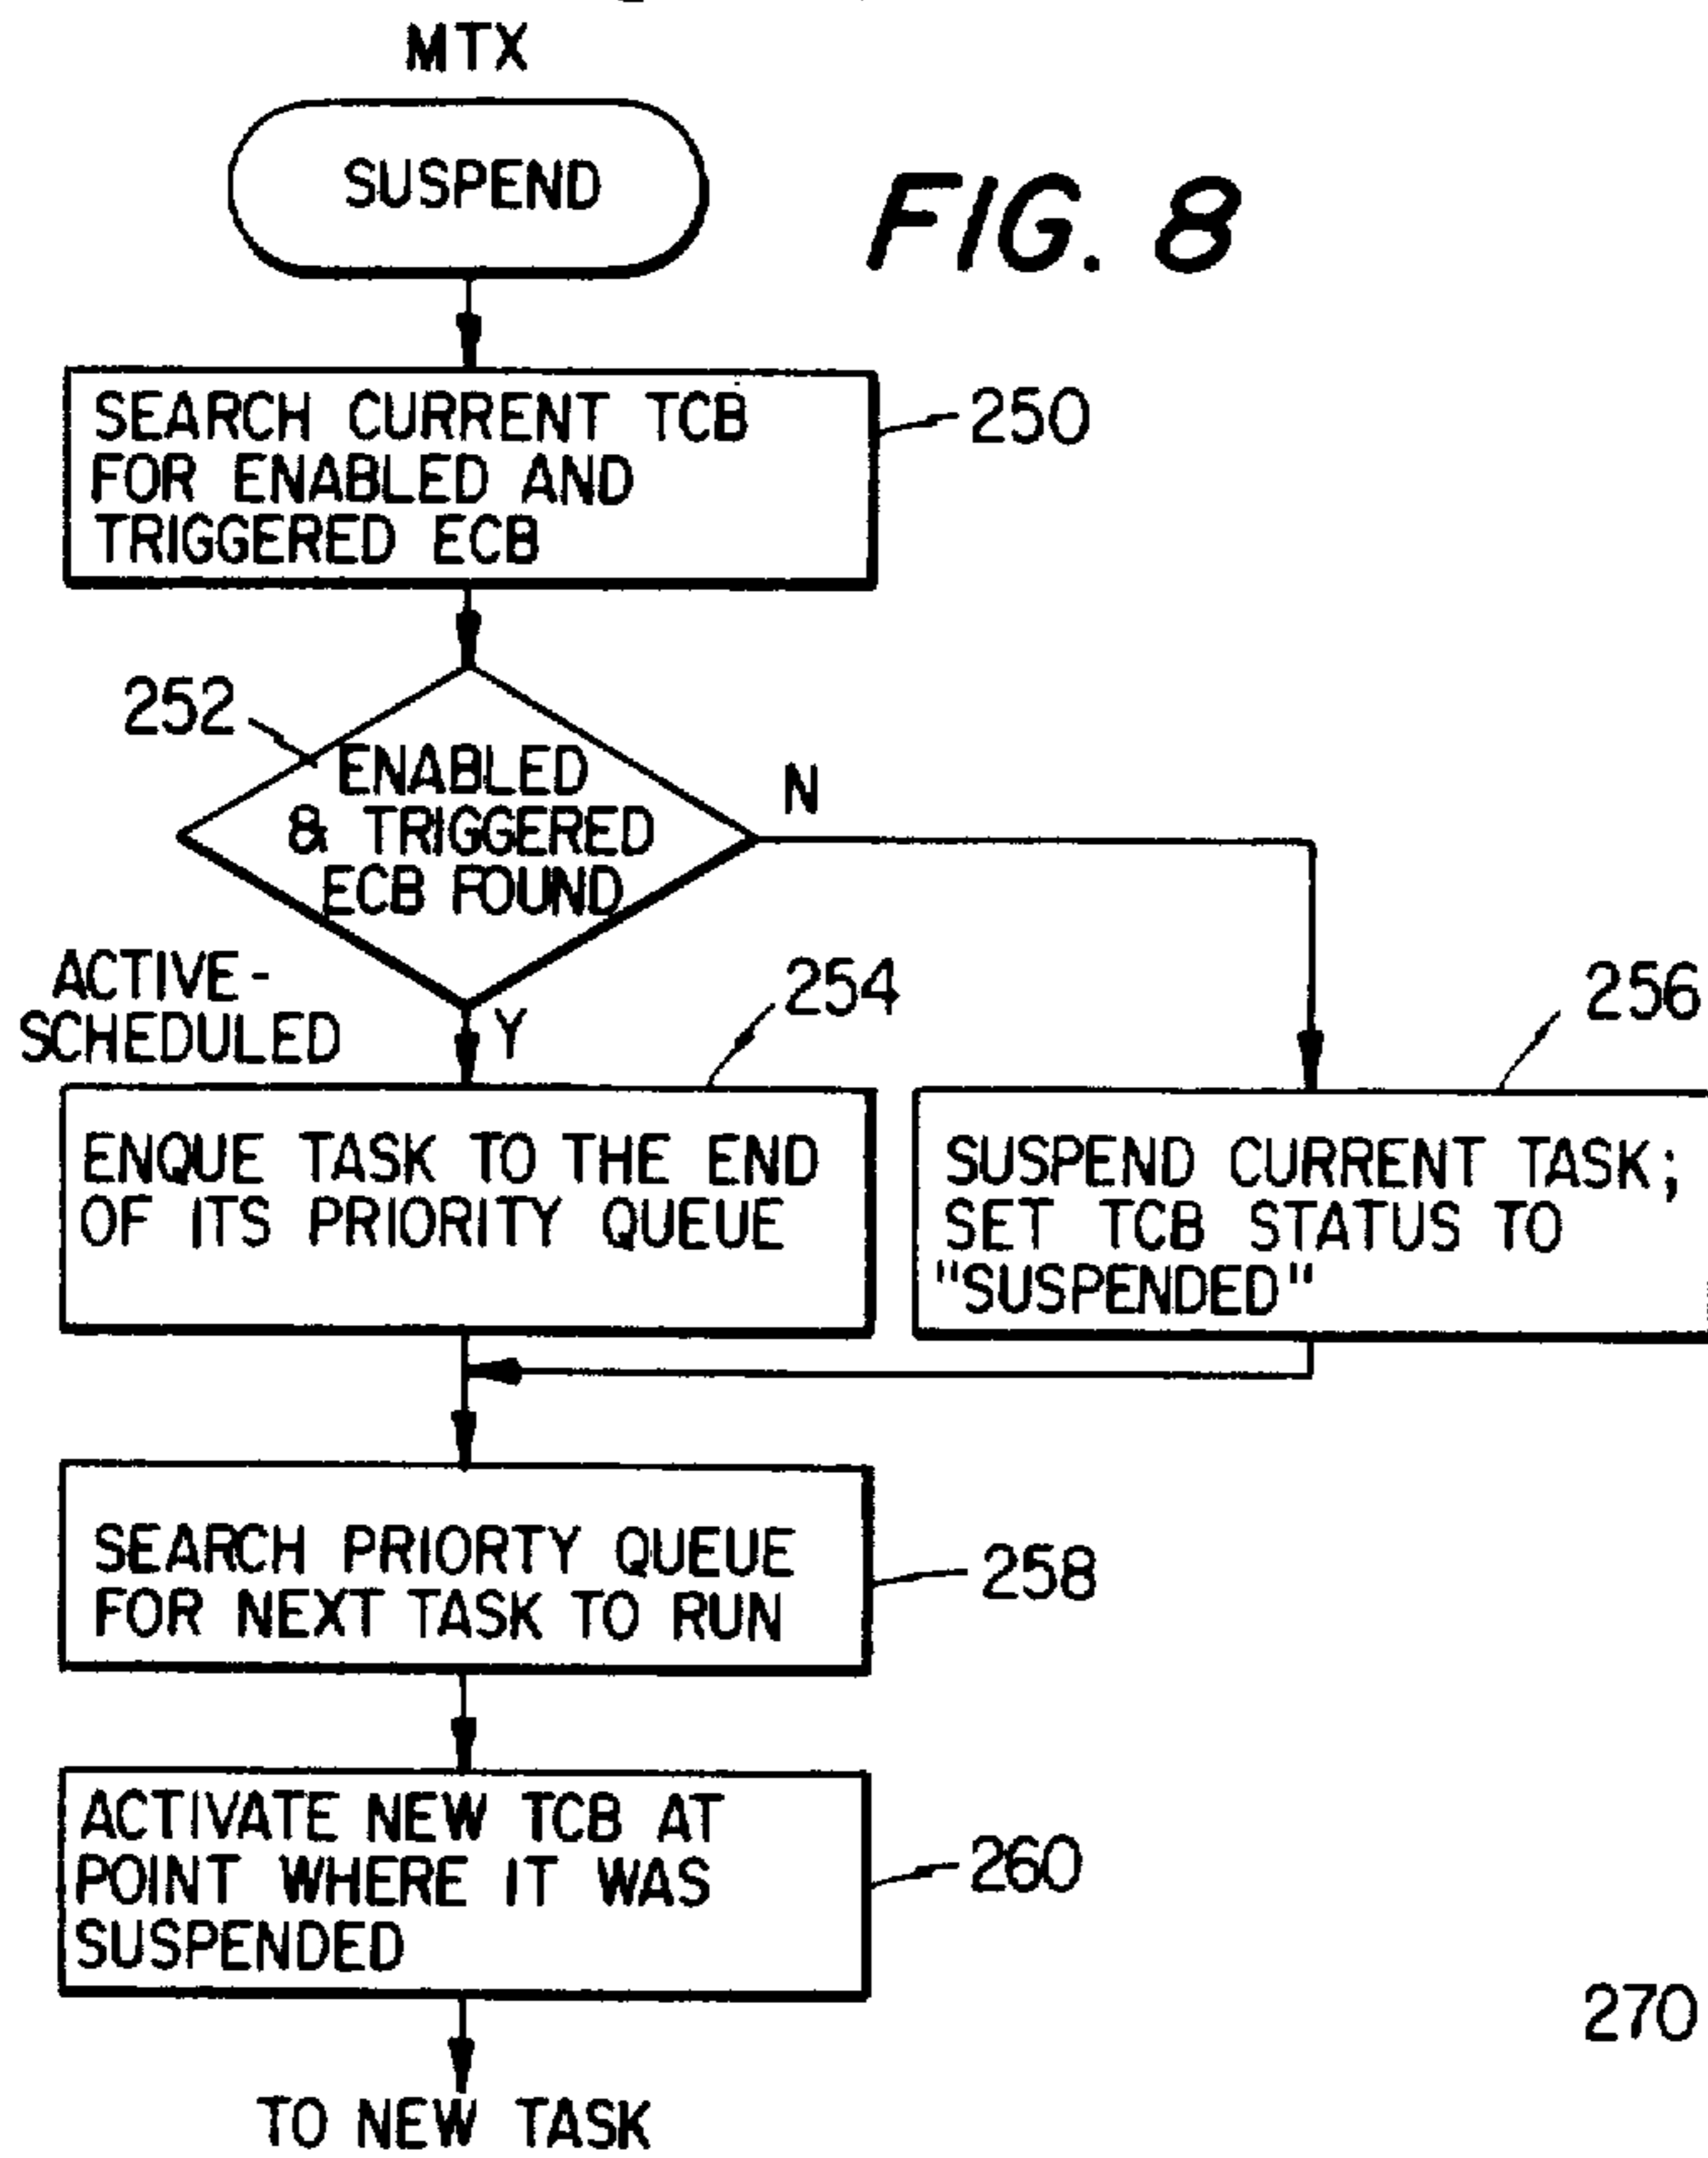 MTX
SUSPEND
FIG. 8
SEARCH CURRENT TCB
FOR ENABLED AND
TRIGGERED ECB
250
252
ENABLED
& TRIGGERED
ECB FOUND
N
ACTIVE-
SCHEDULED
Y
254
256
ENQUE TASK TO THE END
OF ITS PRIORITY QUEUE
SUSPEND CURRENT TASK;
SET TCB STATUS TO
"SUSPENDED"
SEARCH PRIORTY QUEUE
FOR NEXT TASK TO RUN
258
ACTIVATE NEW TCB AT
POINT WHERE IT WAS
SUSPENDED
260
270
TO NEW TASK